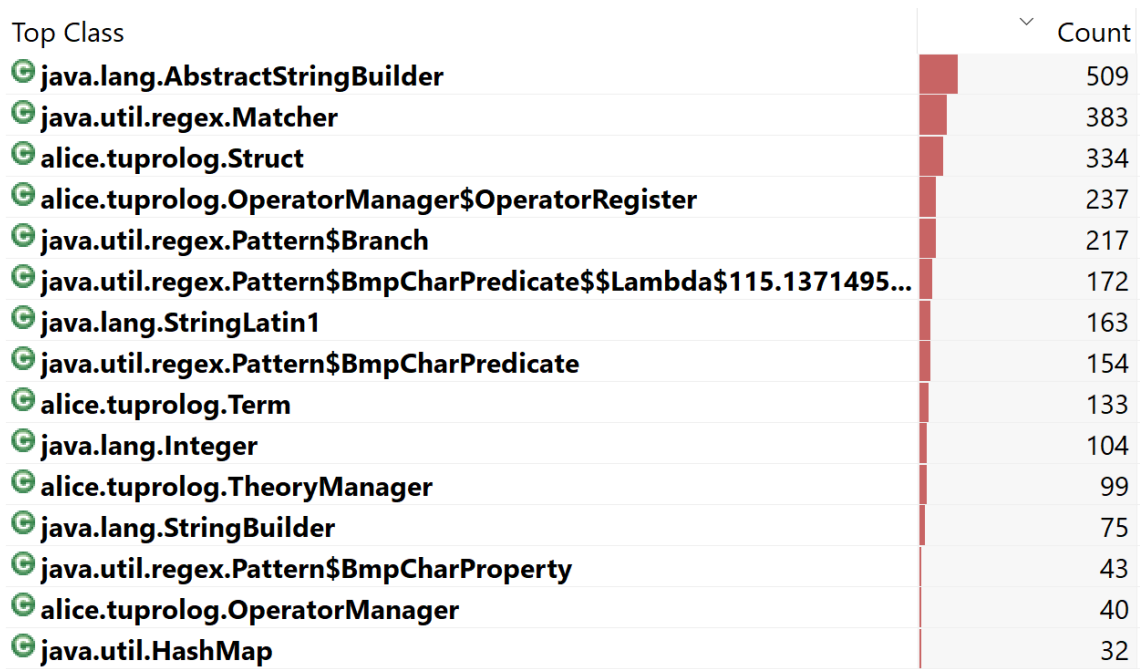 Top Class Count
java.lang.AbstractStringBuilder 509
java.util.regex.Matcher 383
alice.tuprolog.Struct 334
alice.tuprolog.OperatorManager$OperatorRegister 237
java.util.regex.Pattern$Branch 217
java.util.regex.Pattern$BmpCharPredicate$$Lambda$115.1371495... 172
java.lang.StringLatin1 163
java.util.regex.Pattern$BmpCharPredicate 154
alice.tuprolog.Term 133
java.lang.Integer 104
alice.tuprolog.TheoryManager 99
java.lang.StringBuilder 75
java.util.regex.Pattern$BmpCharProperty 43
alice.tuprolog.OperatorManager 40
java.util.HashMap 32